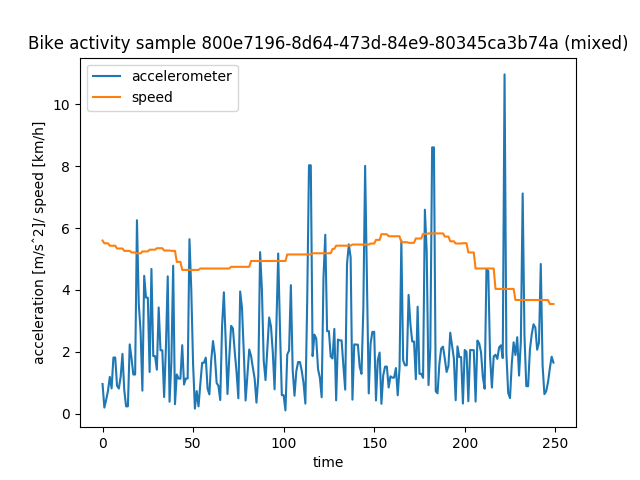 Bike activity sample 800e7196-8d64-473d-84e9-80345ca3b74a (mixed)
accelerometer
speed
acceleration [m/s^2]/ speed [km/h]
10
8
6
4
2
0
0 50 100 150 200 250
time